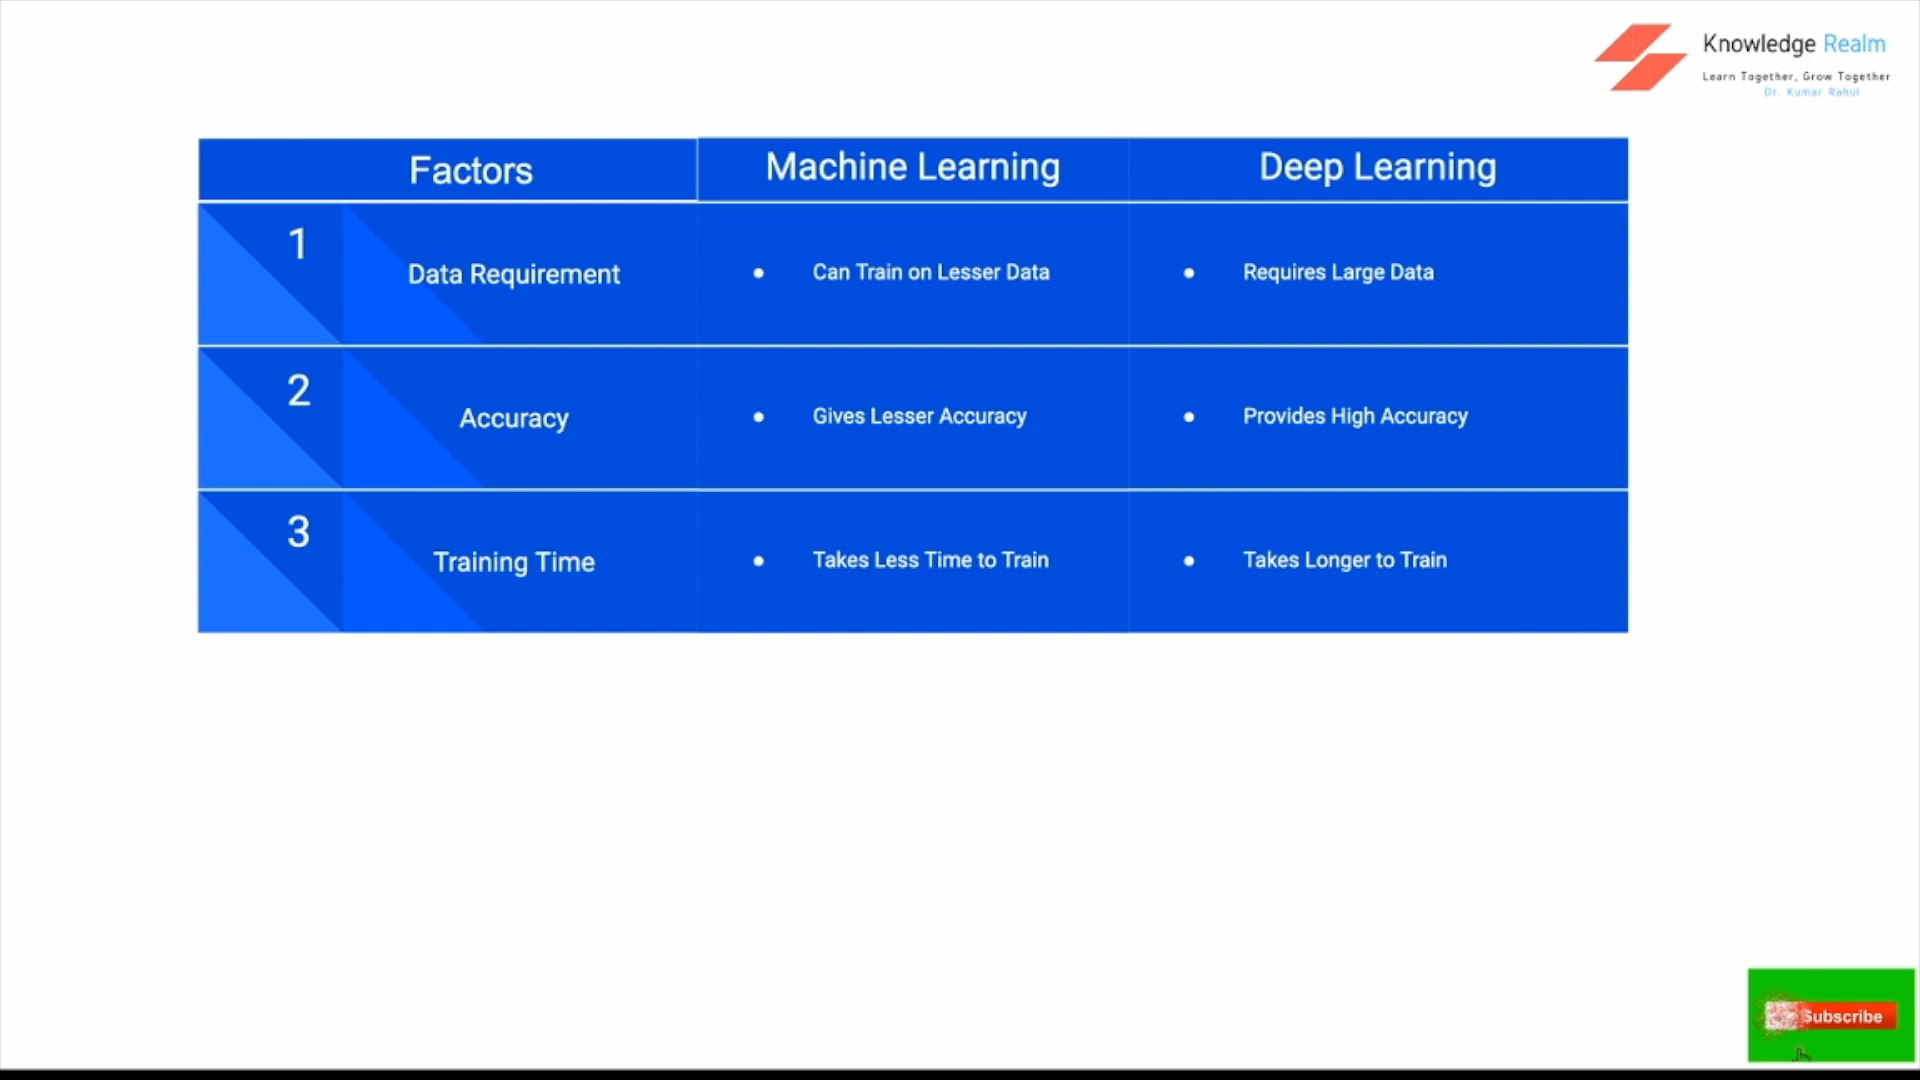 Knowledge Realm
Learn Together, Grow Together
Dr. Kumar Rahul
Factors Machine Learning Deep Learning
1 Data Requirement • Can Train on Lesser Data • Requires Large Data
2 Accuracy • Gives Lesser Accuracy • Provides High Accuracy
3 Training Time • Takes Less Time to Train • Takes Longer to Train
Subscribe